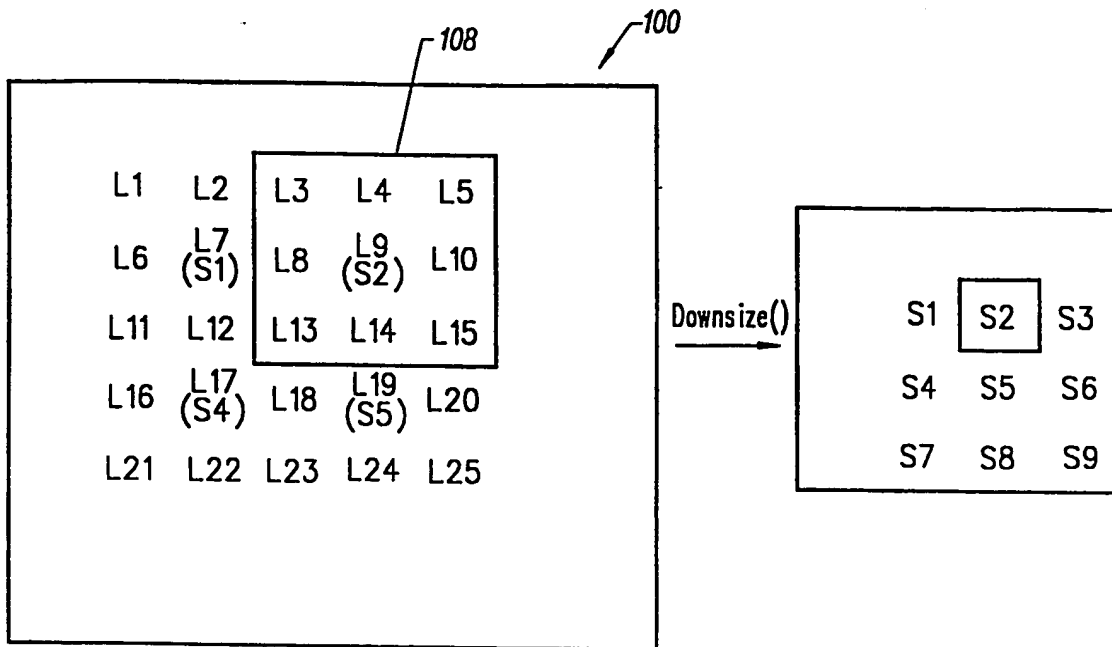 108
100
L1 L2 L3 L4 L5
L6 L7 L8 L9 L10
(S1) (S2)
L11 L12 L13 L14 L15
L16 L17 L18 L19 L20
(S4) (S5)
L21 L22 L23 L24 L25
Downsize()
S1 S2 S3
S4 S5 S6
S7 S8 S9